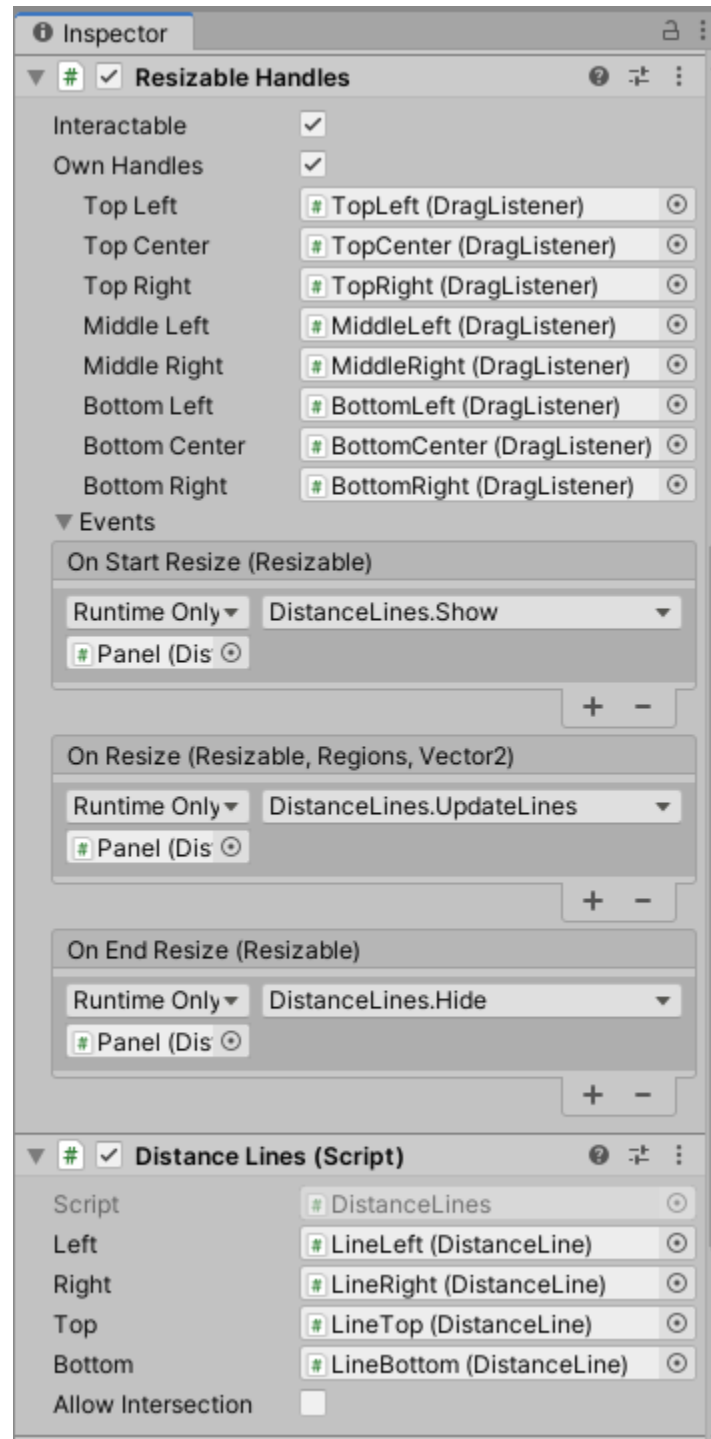 Inspector
# Resizable Handles
Interactable
Own Handles
Top Left # TopLeft (DragListener)
Top Center # TopCenter (DragListener)
Top Right # TopRight (DragListener)
Middle Left # MiddleLeft (DragListener)
Middle Right # MiddleRight (DragListener)
Bottom Left # BottomLeft (DragListener)
Bottom Center # BottomCenter (DragListener)
Bottom Right # BottomRight (DragListener)
Events
On Start Resize (Resizable)
Runtime Only DistanceLines.Show
# Panel (Dis
+ −
On Resize (Resizable, Regions, Vector2)
Runtime Only DistanceLines.UpdateLines
# Panel (Dis
+ −
On End Resize (Resizable)
Runtime Only DistanceLines.Hide
# Panel (Dis
+ −
# Distance Lines (Script)
Script # DistanceLines
Left # LineLeft (DistanceLine)
Right # LineRight (DistanceLine)
Top # LineTop (DistanceLine)
Bottom # LineBottom (DistanceLine)
Allow Intersection